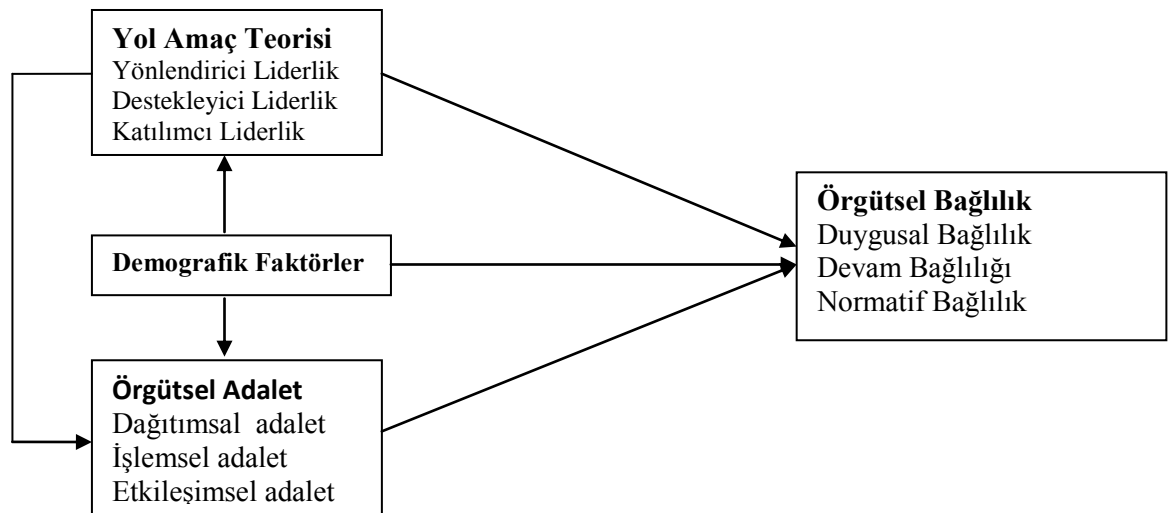 Yol Amaç Teorisi
Yönlendirici Liderlik
Destekleyici Liderlik
Katılımcı Liderlik
Demografik Faktörler
Örgütsel Adalet
Dağıtımsal adalet
İşlemsel adalet
Etkileşimsel adalet
Örgütsel Bağlılık
Duygusal Bağlılık
Devam Bağlılığı
Normatif Bağlılık